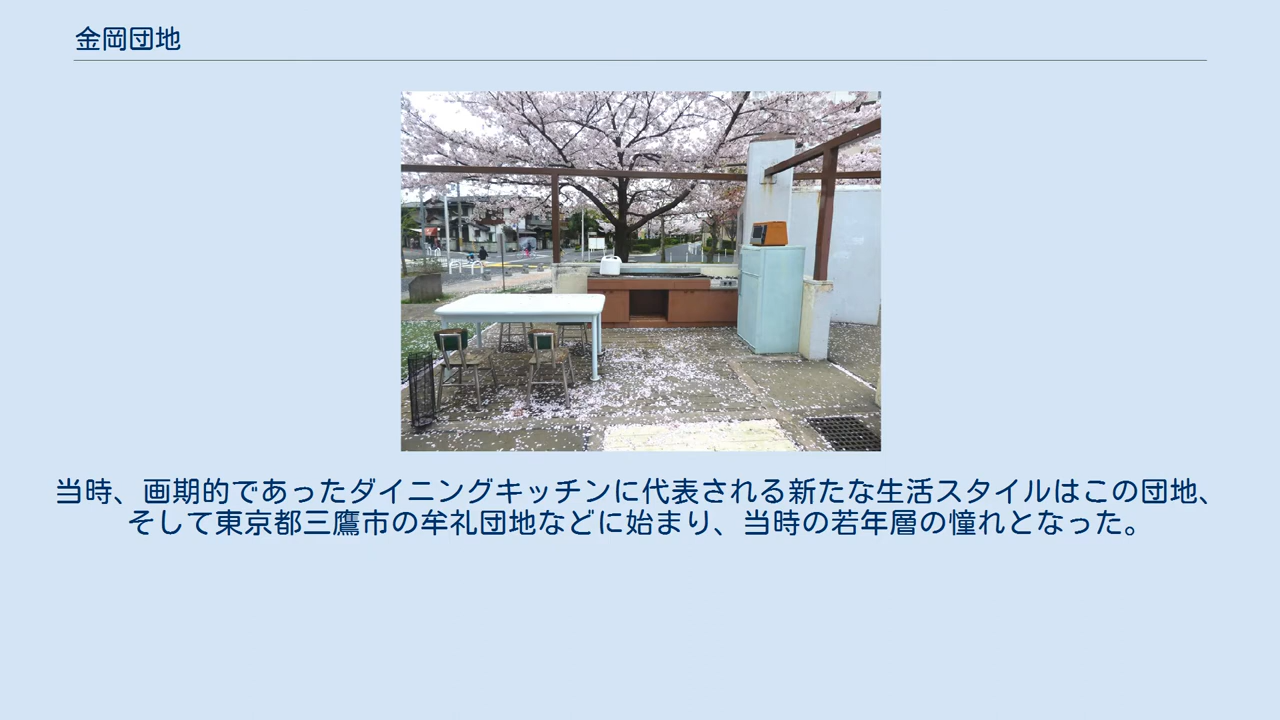 金岡団地
当時、画期的であったダイニングキッチンに代表される新たな生活スタイルはこの団地、
そして東京都三鷹市の牟礼団地などに始まり、当時の若年層の憧れとなった。